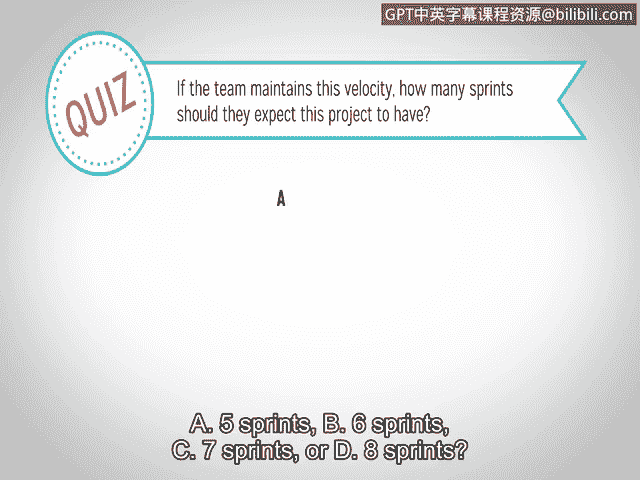 GPT中英字幕课程资源@bilibili.com
QUIZ
If the team maintains this velocity, how many sprints
should they expect this project to have?
A
A. 5 sprints, B. 6 sprints,
C. 7 sprints, or D. 8 sprints?